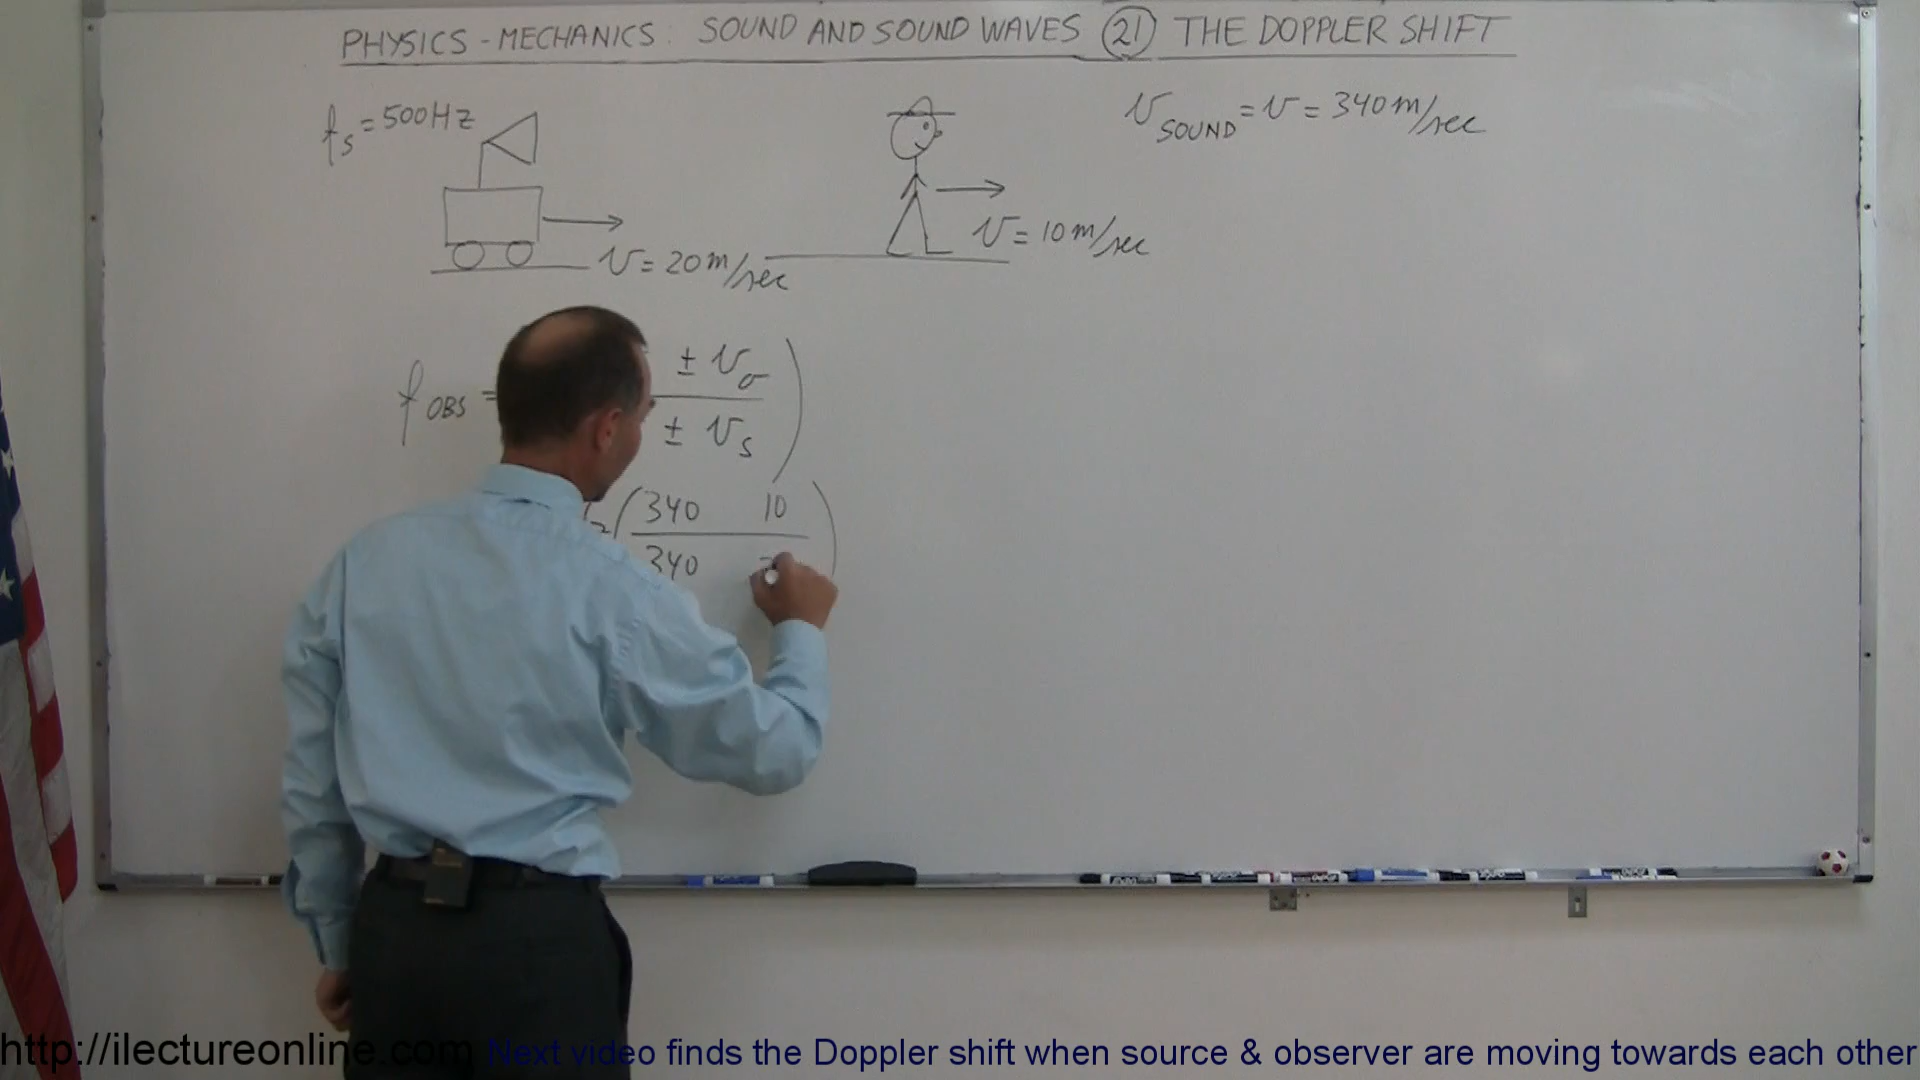 PHYSICS - MECHANICS: SOUND AND SOUND WAVES (21) THE DOPPLER SHIFT
fS = 500 HZ
vSOUND = v = 340 m/sec
v = 20 m/sec
v = 10 m/sec
fOBS =
± vo
± vs
340 10
340
http://ilectureonline.com Next video finds the Doppler shift when source & observer are moving towards each other